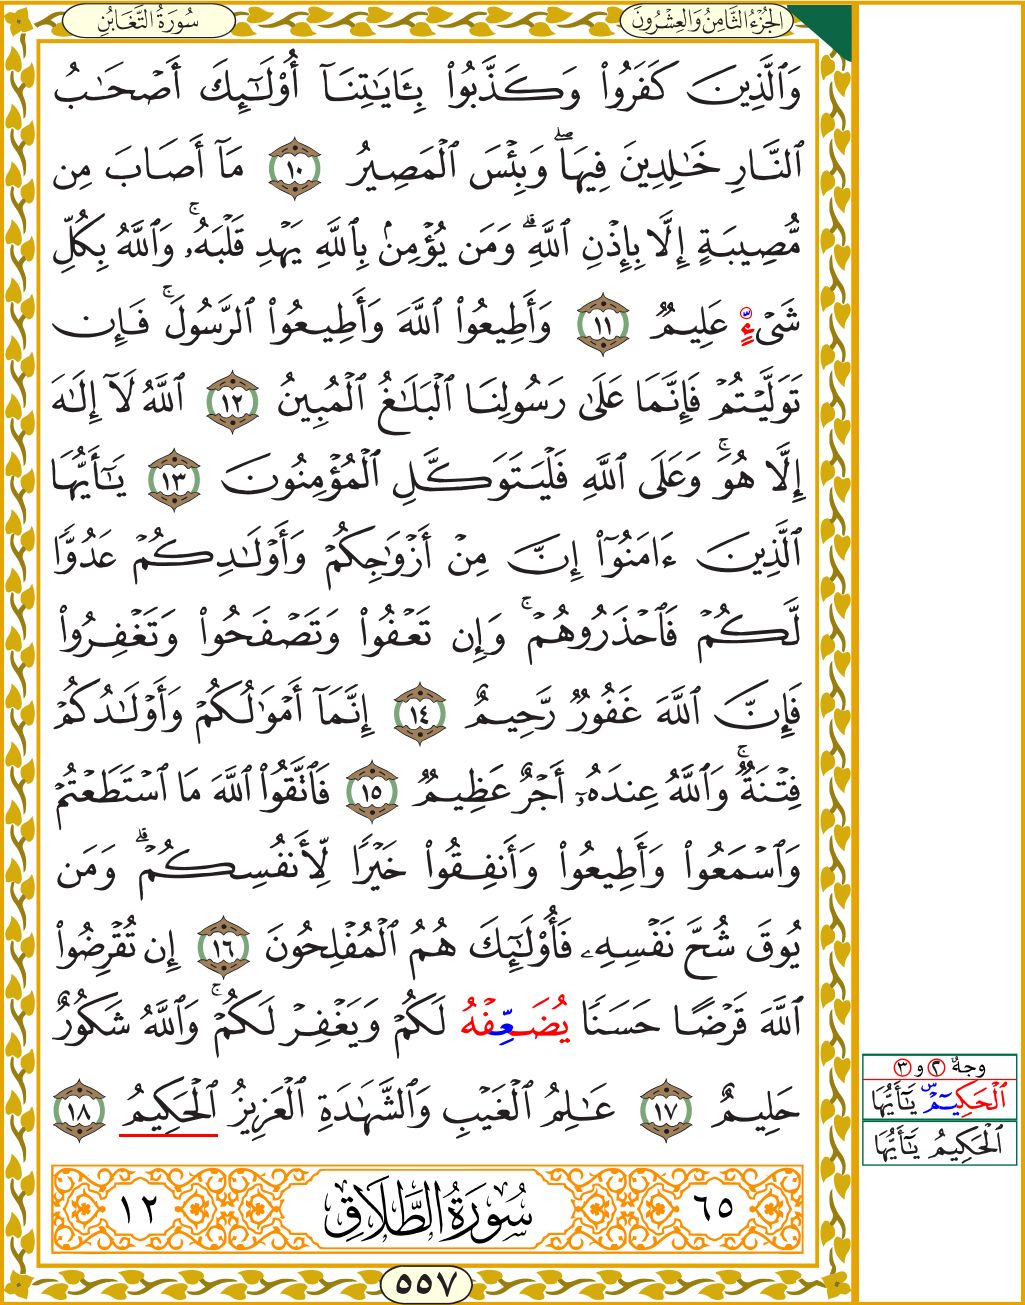 الجُزْءُ الثَّامِنُ وَالعِشْرُونَ
سُورَةُ التَّغَابُنِ
وَٱلَّذِينَ كَفَرُوا۟ وَكَذَّبُوا۟ بِـَٔايَـٰتِنَآ أُو۟لَـٰٓئِكَ أَصْحَـٰبُ
ٱلنَّارِ خَـٰلِدِينَ فِيهَاۖ وَبِئْسَ ٱلْمَصِيرُ ١٠ مَآ أَصَابَ مِن
مُّصِيبَةٍ إِلَّا بِإِذْنِ ٱللَّهِۗ وَمَن يُؤْمِنۢ بِٱللَّهِ يَهْدِ قَلْبَهُۥۚ وَٱللَّهُ بِكُلِّ
شَىْءٍ عَلِيمٌ ١١ وَأَطِيعُوا۟ ٱللَّهَ وَأَطِيعُوا۟ ٱلرَّسُولَۚ فَإِن
تَوَلَّيْتُمْ فَإِنَّمَا عَلَىٰ رَسُولِنَا ٱلْبَلَـٰغُ ٱلْمُبِينُ ١٢ ٱللَّهُ لَآ إِلَـٰهَ
إِلَّا هُوَۚ وَعَلَى ٱللَّهِ فَلْيَتَوَكَّلِ ٱلْمُؤْمِنُونَ ١٣ يَـٰٓأَيُّهَا
ٱلَّذِينَ ءَامَنُوٓا۟ إِنَّ مِنْ أَزْوَٰجِكُمْ وَأَوْلَـٰدِكُمْ عَدُوًّا
لَّكُمْ فَٱحْذَرُوهُمْۚ وَإِن تَعْفُوا۟ وَتَصْفَحُوا۟ وَتَغْفِرُوا۟
فَإِنَّ ٱللَّهَ غَفُورٌ رَّحِيمٌ ١٤ إِنَّمَآ أَمْوَٰلُكُمْ وَأَوْلَـٰدُكُمْ
فِتْنَةٌۚ وَٱللَّهُ عِندَهُۥٓ أَجْرٌ عَظِيمٌ ١٥ فَٱتَّقُوا۟ ٱللَّهَ مَا ٱسْتَطَعْتُمْ
وَٱسْمَعُوا۟ وَأَطِيعُوا۟ وَأَنفِقُوا۟ خَيْرًا لِّأَنفُسِكُمْۗ وَمَن
يُوقَ شُحَّ نَفْسِهِۦ فَأُو۟لَـٰٓئِكَ هُمُ ٱلْمُفْلِحُونَ ١٦ إِن تُقْرِضُوا۟
ٱللَّهَ قَرْضًا حَسَنًا يُضَعِّفْهُ لَكُمْ وَيَغْفِرْ لَكُمْۚ وَٱللَّهُ شَكُورٌ
حَلِيمٌ ١٧ عَـٰلِمُ ٱلْغَيْبِ وَٱلشَّهَـٰدَةِ ٱلْعَزِيزُ ٱلْحَكِيمُ ١٨
٦٥ سُورَةُ الطَّلَاقِ ١٢
٥٥٧
وجهٌ ٢ و ٣
ٱلْحَكِيمُ يَـٰٓأَيُّهَا
ٱلْحَكِيمُ يَـٰٓأَيُّهَا